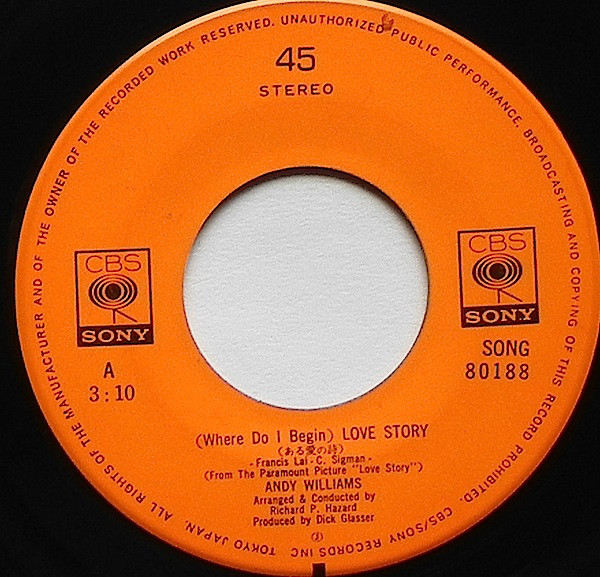 ALL RIGHTS OF THE MANUFACTURER AND OF THE OWNER OF THE RECORDED WORK RESERVED. UNAUTHORIZED PUBLIC PERFORMANCE, BROADCASTING AND COPYING OF THIS RECORD PROHIBITED. CBS/SONY RECORDS INC. TOKYO JAPAN.
45
STEREO
CBS
SONY
CBS
SONY
A
3:10
SONG
80188
(Where Do I Begin) LOVE STORY
(ある愛の詩)
- Francis Lai - C. Sigman -
(From The Paramount Picture "Love Story")
ANDY WILLIAMS
Arranged & Conducted by
Richard P. Hazard
Produced by Dick Glasser